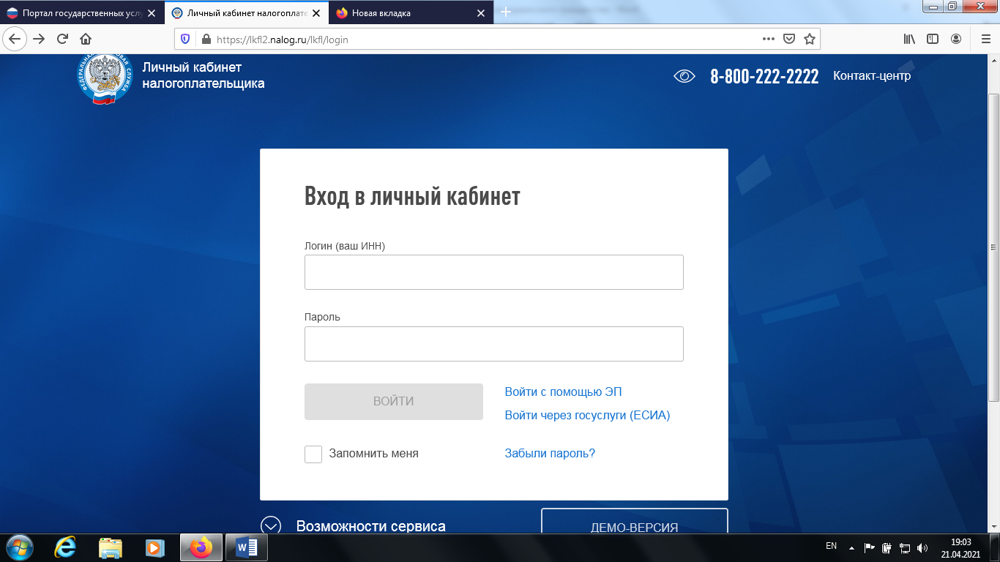 Портал государственных услу
Личный кабинет налогоплате
Новая вкладка
https://lkfl2.nalog.ru/lkfl/login
Личный кабинет
налогоплательщика
8-800-222-2222
Контакт-центр
Вход в личный кабинет
Логин (ваш ИНН)
Пароль
ВОЙТИ
Войти с помощью ЭП
Войти через госуслуги (ЕСИА)
Запомнить меня
Забыли пароль?
Возможности сервиса
ДЕМО-ВЕРСИЯ
EN
19:03
21.04.2021